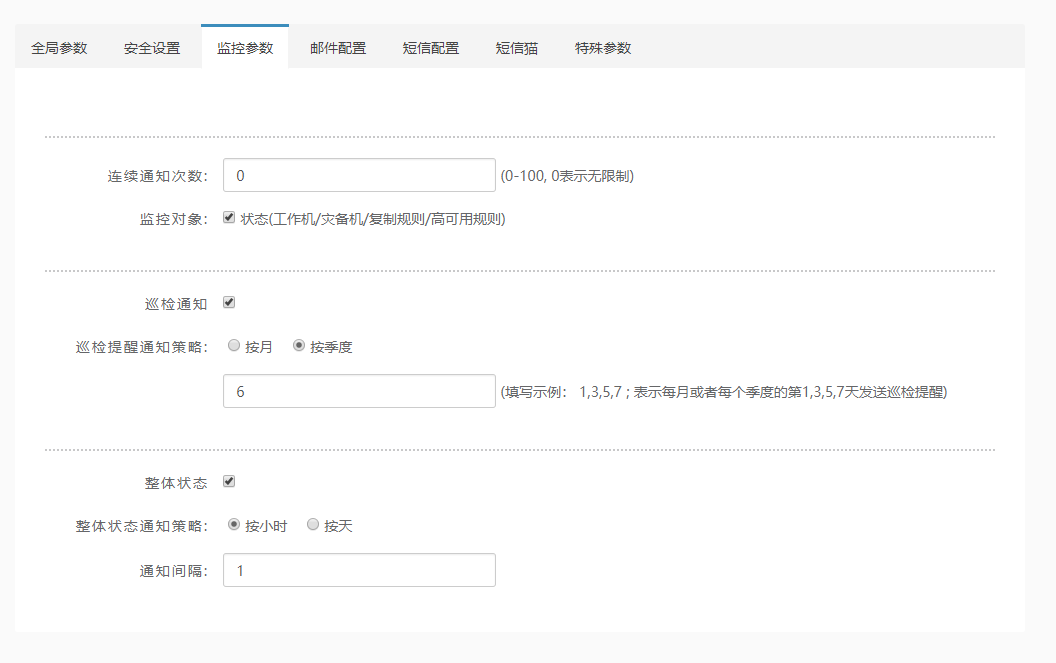 全局参数 安全设置 监控参数 邮件配置 短信配置 短信猫 特殊参数
连续通知次数: 0 (0-100, 0表示无限制)
监控对象: 状态(工作机/灾备机/复制规则/高可用规则)
巡检通知
巡检提醒通知策略: 按月 按季度
6 (填写示例： 1,3,5,7 ; 表示每月或者每个季度的第1,3,5,7天发送巡检提醒)
整体状态
整体状态通知策略: 按小时 按天
通知间隔: 1